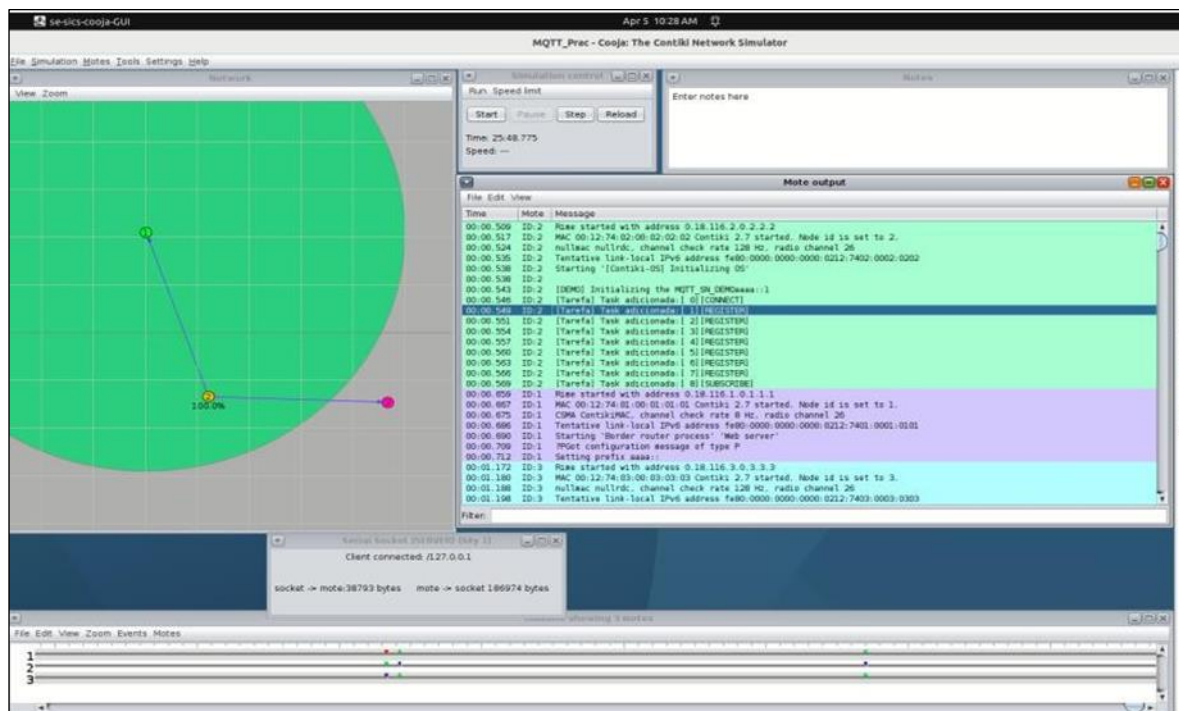 se-sics-cooja-GUI
Apr 5 10:28 AM
MQTT_Prac - Cooja: The Contiki Network Simulator
File Simulation Motes Tools Settings Help
Network
View Zoom
1
2
100.0%
Simulation control
Run Speed limit
Start Pause Step Reload
Time: 25:48.775
Speed: ---
Notes
Enter notes here
Mote output
File Edit View
Time Mote Message
00:00.509 ID:2 Rime started with address 0.18.116.2.0.2.2.2
00:00.517 ID:2 MAC 00:12:74:02:00:02:02:02 Contiki 2.7 started. Node id is set to 2.
00:00.524 ID:2 nullmac nullrdc, channel check rate 128 Hz, radio channel 26
00:00.535 ID:2 Tentative link-local IPv6 address fe80:0000:0000:0000:0212:7402:0002:0202
00:00.538 ID:2 Starting '[Contiki-OS] Initializing OS'
00:00.538 ID:2
00:00.543 ID:2 [DEMO] Initializing the MQTT_SN_DEMOaaaa::1
00:00.546 ID:2 [Tarefa] Task adicionada:[ 0][CONNECT]
00:00.549 ID:2 [Tarefa] Task adicionada:[ 1][REGISTER]
00:00.551 ID:2 [Tarefa] Task adicionada:[ 2][REGISTER]
00:00.554 ID:2 [Tarefa] Task adicionada:[ 3][REGISTER]
00:00.557 ID:2 [Tarefa] Task adicionada:[ 4][REGISTER]
00:00.560 ID:2 [Tarefa] Task adicionada:[ 5][REGISTER]
00:00.563 ID:2 [Tarefa] Task adicionada:[ 6][REGISTER]
00:00.566 ID:2 [Tarefa] Task adicionada:[ 7][REGISTER]
00:00.569 ID:2 [Tarefa] Task adicionada:[ 8][SUBSCRIBE]
00:00.659 ID:1 Rime started with address 0.18.116.1.0.1.1.1
00:00.667 ID:1 MAC 00:12:74:01:00:01:01:01 Contiki 2.7 started. Node id is set to 1.
00:00.675 ID:1 CSMA ContikiMAC, channel check rate 8 Hz, radio channel 26
00:00.686 ID:1 Tentative link-local IPv6 address fe80:0000:0000:0000:0212:7401:0001:0101
00:00.690 ID:1 Starting 'Border router process' 'Web server'
00:00.709 ID:1 ?PGot configuration message of type P
00:00.712 ID:1 Setting prefix aaaa::
00:01.172 ID:3 Rime started with address 0.18.116.3.0.3.3.3
00:01.180 ID:3 MAC 00:12:74:03:00:03:03:03 Contiki 2.7 started. Node id is set to 3.
00:01.188 ID:3 nullmac nullrdc, channel check rate 128 Hz, radio channel 26
00:01.198 ID:3 Tentative link-local IPv6 address fe80:0000:0000:0000:0212:7403:0003:0303
Filter:
Serial Socket (SERVER)
Client connected: /127.0.0.1
socket -> mote:38793 bytes mote -> socket 186974 bytes
showing 3 motes
File Edit View Zoom Events Motes
1
2
3